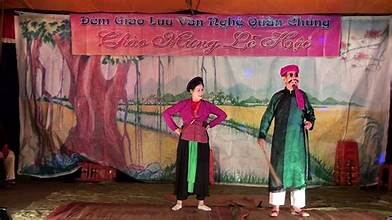 Đêm Giao Lưu Văn Nghệ Quần Chúng
Chào Mừng Lễ Hội